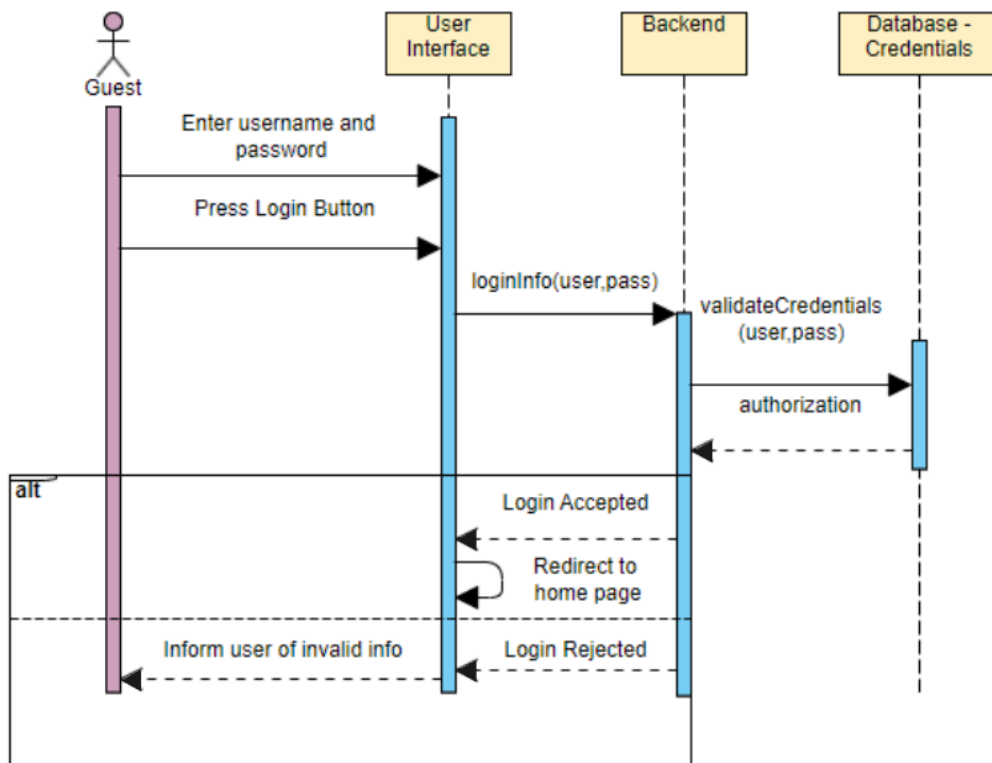 User
Interface
Backend
Database -
Credentials
Guest
Enter username and
password
Press Login Button
loginInfo(user,pass)
validateCredentials
(user,pass)
authorization
alt
Login Accepted
Redirect to
home page
Inform user of invalid info
Login Rejected